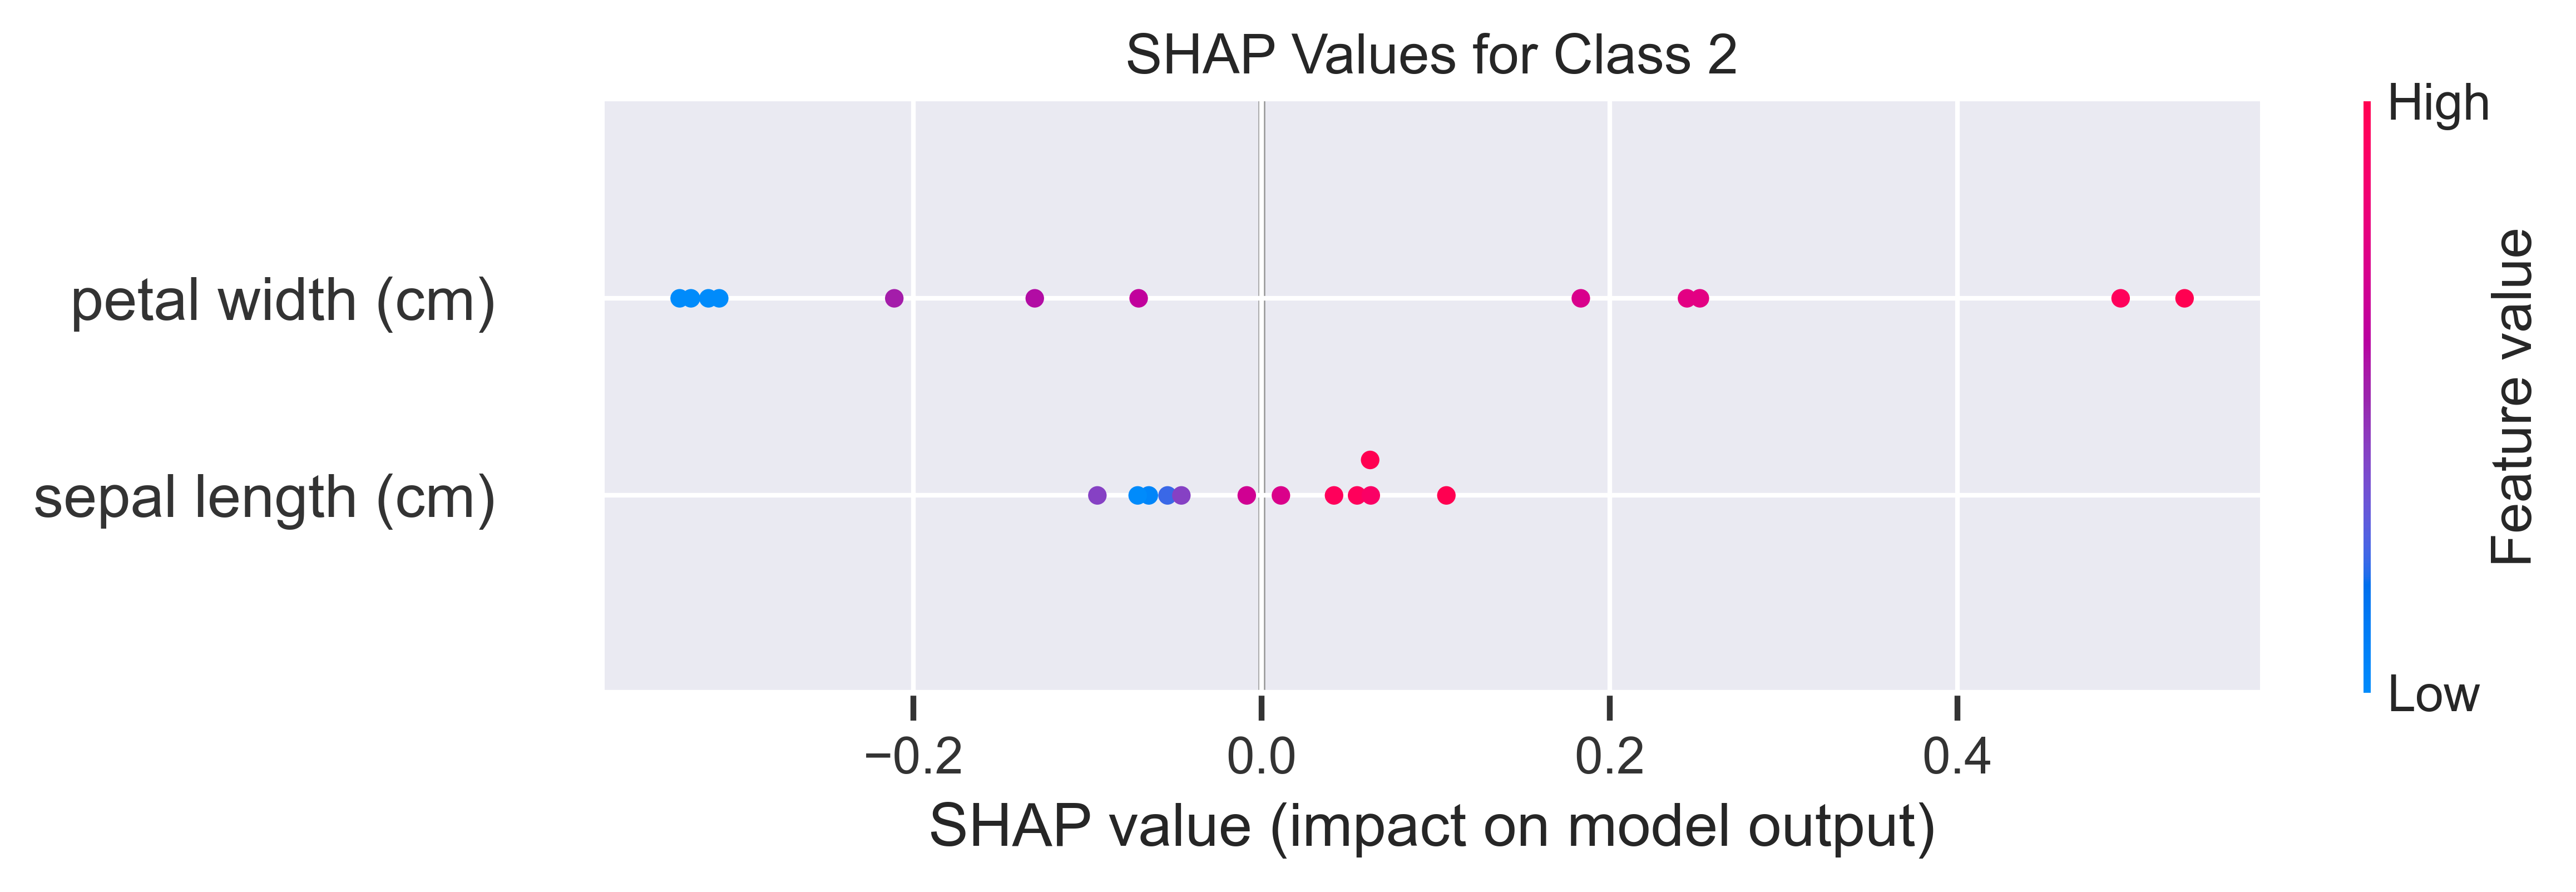 SHAP Values for Class 2
High
petal width (cm)
sepal length (cm)
Feature value
Low
−0.2
0.0
0.2
0.4
SHAP value (impact on model output)